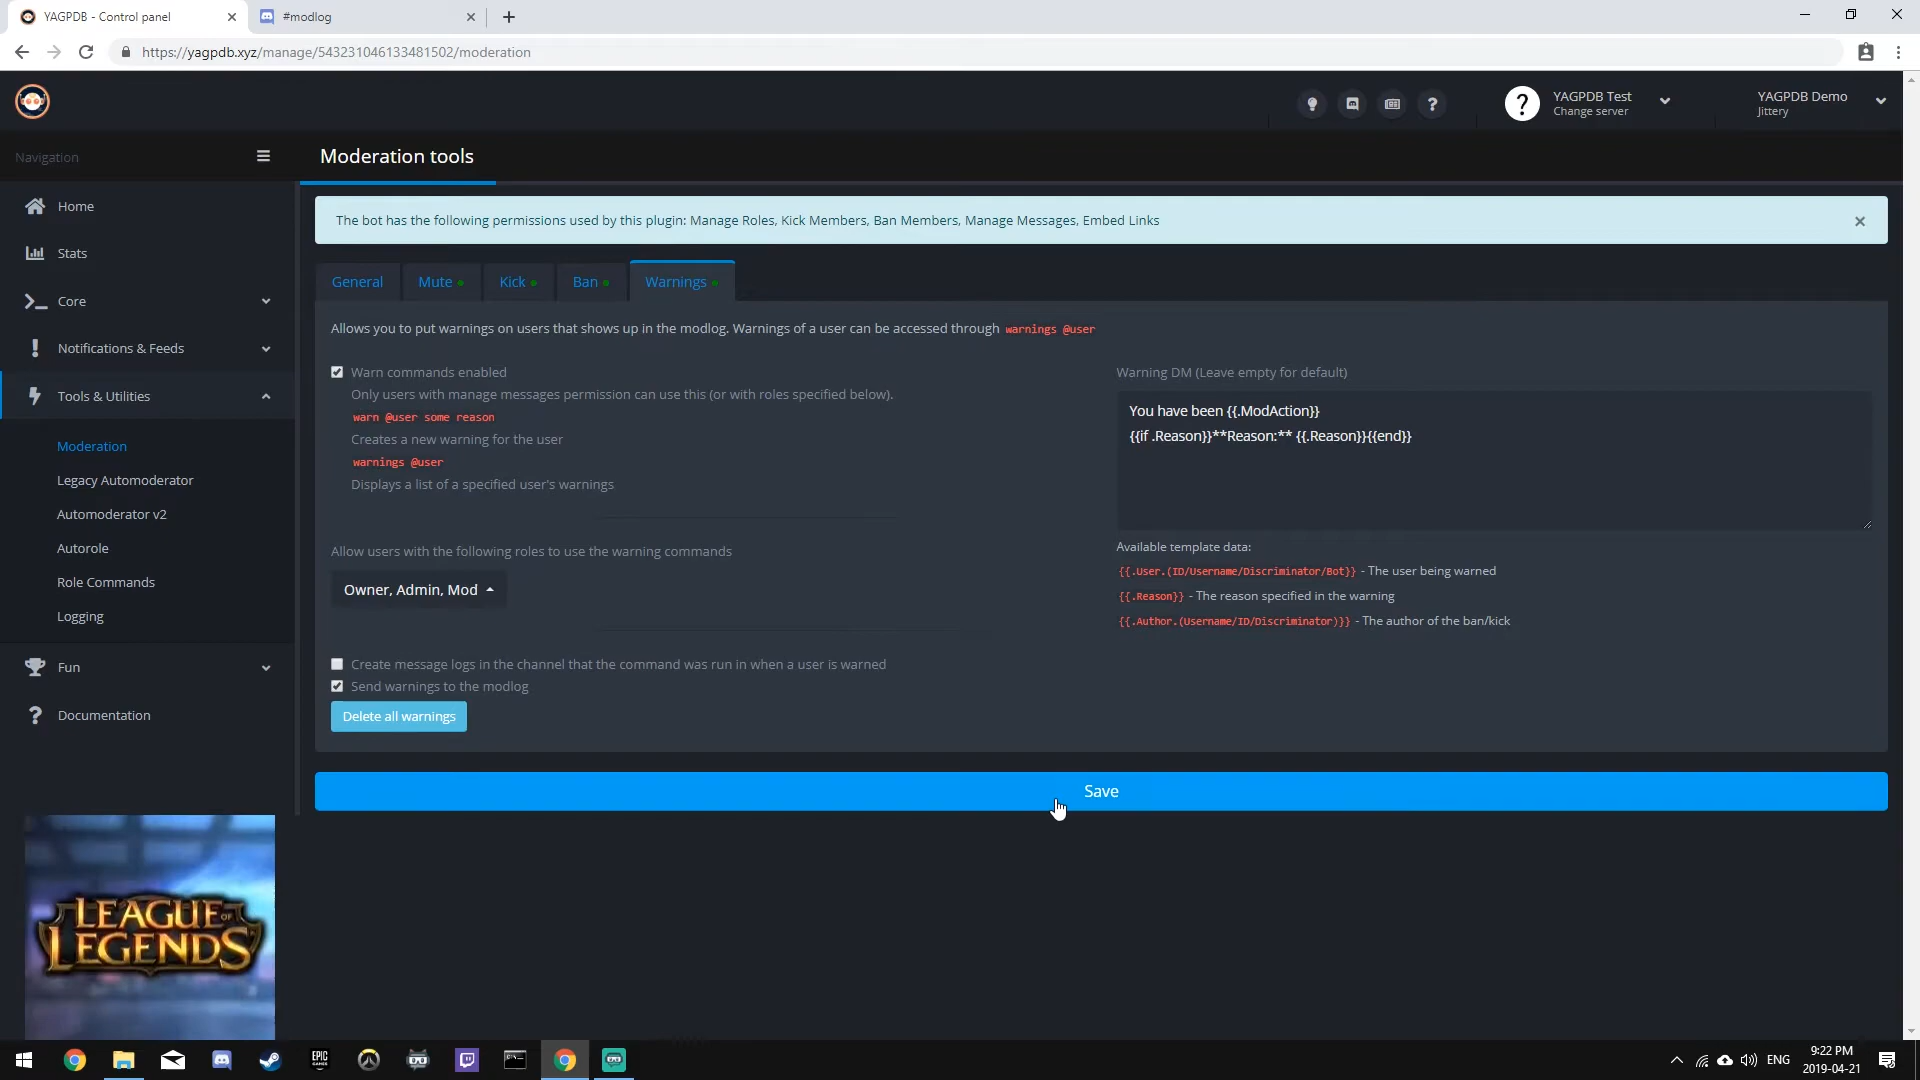 YAGPDB - Control panel
#modlog
https://yagpdb.xyz/manage/543231046133481502/moderation
?
?
YAGPDB Test
Change server
YAGPDB Demo
Jittery
Navigation
Moderation tools
Home
Stats
Core
Notifications & Feeds
Tools & Utilities
Moderation
Legacy Automoderator
Automoderator v2
Autorole
Role Commands
Logging
Fun
Documentation
LEAGUE OF
LEGENDS
The bot has the following permissions used by this plugin: Manage Roles, Kick Members, Ban Members, Manage Messages, Embed Links
General
Mute
Kick
Ban
Warnings
Allows you to put warnings on users that shows up in the modlog. Warnings of a user can be accessed through warnings @user
Warn commands enabled
Only users with manage messages permission can use this (or with roles specified below).
warn @user some reason
Creates a new warning for the user
warnings @user
Displays a list of a specified user's warnings
Allow users with the following roles to use the warning commands
Owner, Admin, Mod
Create message logs in the channel that the command was run in when a user is warned
Send warnings to the modlog
Delete all warnings
Warning DM (Leave empty for default)
You have been {{.ModAction}}
{{if .Reason}}**Reason:** {{.Reason}}{{end}}
Available template data:
{{.User.(ID/Username/Discriminator/Bot}} - The user being warned
{{.Reason}} - The reason specified in the warning
{{.Author.(Username/ID/Discriminator)}} - The author of the ban/kick
Save
EPIC
GAMES
ENG
9:22 PM
2019-04-21